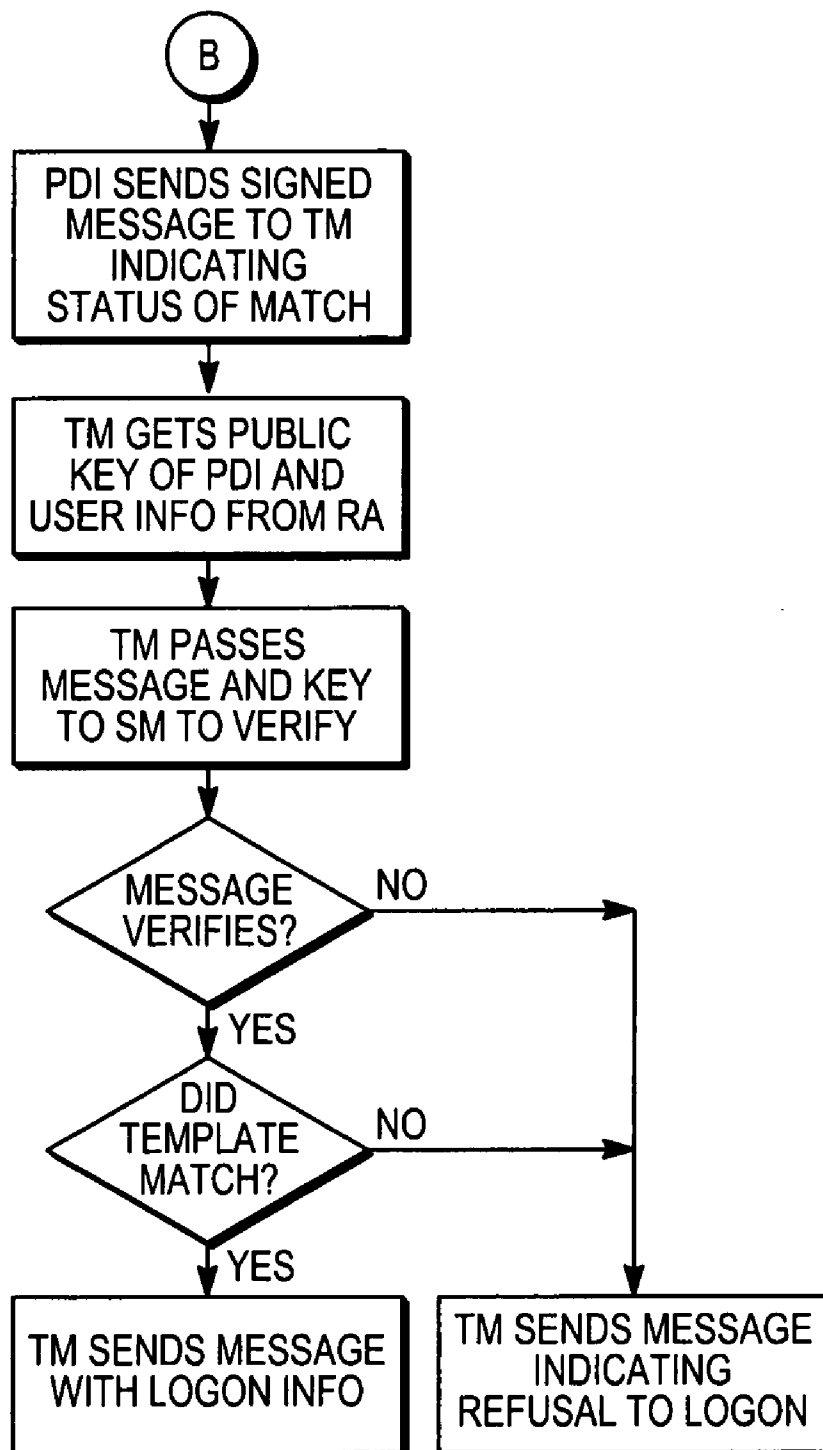 B
PDI SENDS SIGNED
MESSAGE TO TM
INDICATING
STATUS OF MATCH
TM GETS PUBLIC
KEY OF PDI AND
USER INFO FROM RA
TM PASSES
MESSAGE AND KEY
TO SM TO VERIFY
MESSAGE
VERIFIES?
NO
YES
DID
TEMPLATE
MATCH?
NO
YES
TM SENDS MESSAGE
WITH LOGON INFO
TM SENDS MESSAGE
INDICATING
REFUSAL TO LOGON